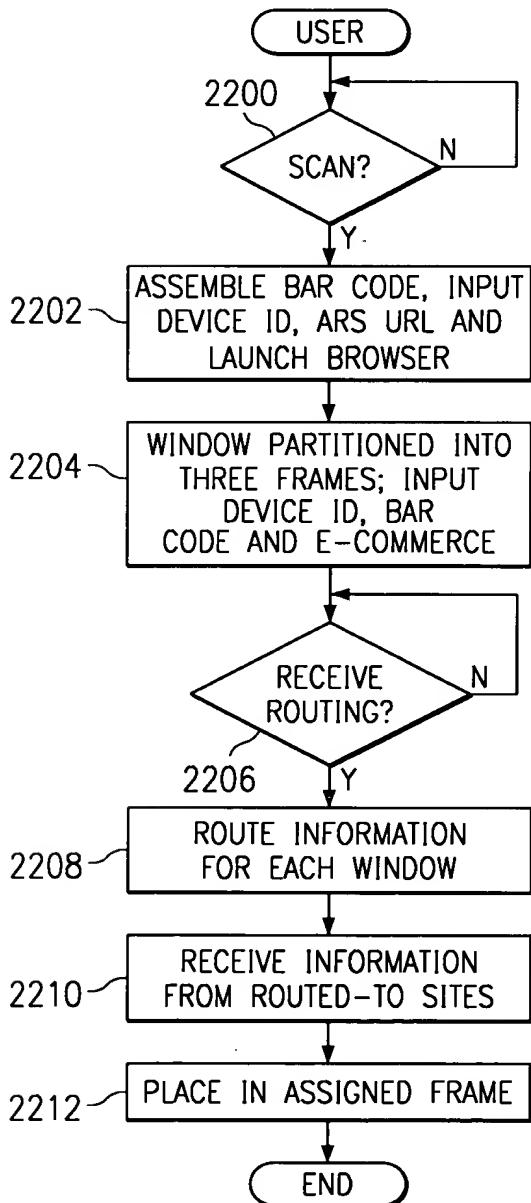 USER
2200
SCAN?
N
Y
2202
ASSEMBLE BAR CODE, INPUT
DEVICE ID, ARS URL AND
LAUNCH BROWSER
2204
WINDOW PARTITIONED INTO
THREE FRAMES; INPUT
DEVICE ID, BAR
CODE AND E-COMMERCE
RECEIVE
ROUTING?
N
2206
Y
2208
ROUTE INFORMATION
FOR EACH WINDOW
2210
RECEIVE INFORMATION
FROM ROUTED-TO SITES
2212
PLACE IN ASSIGNED FRAME
END